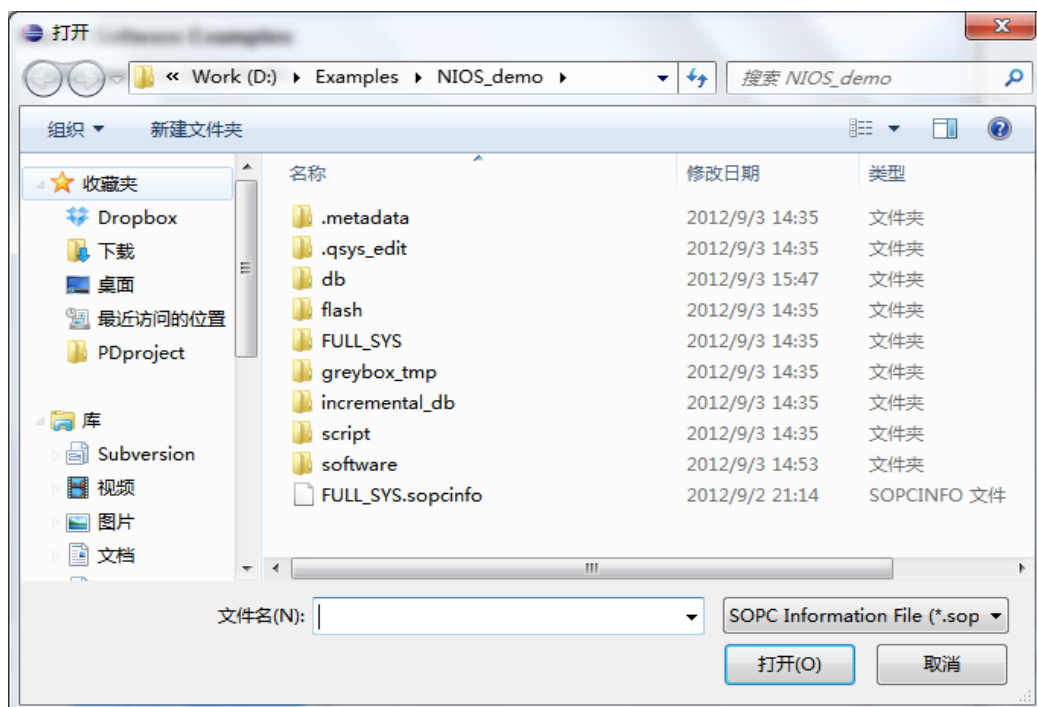 打开
« Work (D:) ▸ Examples ▸ NIOS_demo ▸ 搜索 NIOS_demo
组织 新建文件夹
名称 修改日期 类型
收藏夹
Dropbox
下载
桌面
最近访问的位置
PDproject
库
Subversion
视频
图片
文档
.metadata 2012/9/3 14:35 文件夹
.qsys_edit 2012/9/3 14:35 文件夹
db 2012/9/3 15:47 文件夹
flash 2012/9/3 14:35 文件夹
FULL_SYS 2012/9/3 14:35 文件夹
greybox_tmp 2012/9/3 14:35 文件夹
incremental_db 2012/9/3 14:35 文件夹
script 2012/9/3 14:35 文件夹
software 2012/9/3 14:53 文件夹
FULL_SYS.sopcinfo 2012/9/2 21:14 SOPCINFO 文件
文件名(N): SOPC Information File (*.sop
打开(O) 取消